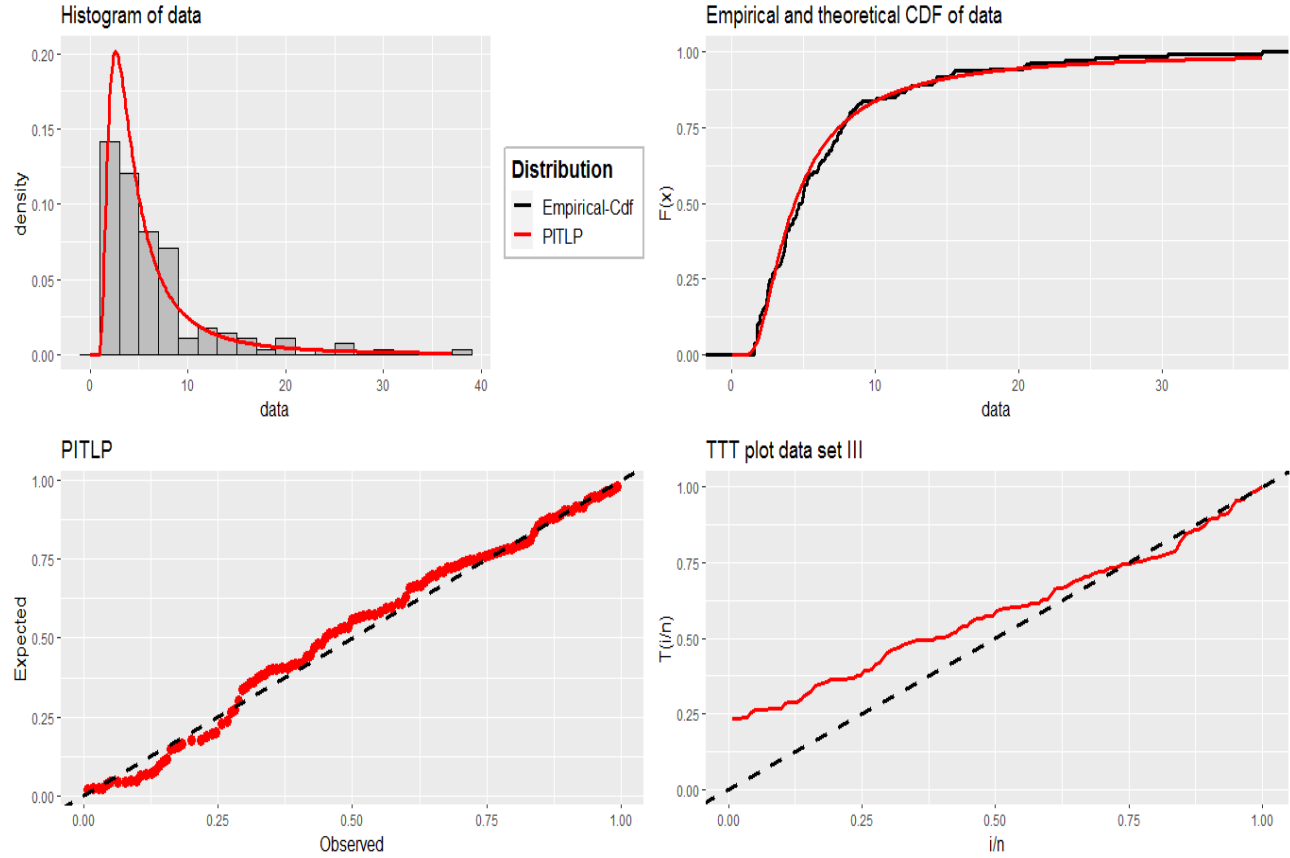 Histogram of data
density
0.20
0.15
0.10
0.05
0.00
0
10
20
30
40
data
Distribution
Empirical-Cdf
PITLP
Empirical and theoretical CDF of data
F(x)
1.00
0.75
0.50
0.25
0.00
0
10
20
30
data
PITLP
Expected
1.00
0.75
0.50
0.25
0.00
0.00
0.25
0.50
0.75
1.00
Observed
TTT plot data set III
T(i/n)
1.00
0.75
0.50
0.25
0.00
0.00
0.25
0.50
0.75
1.00
i/n